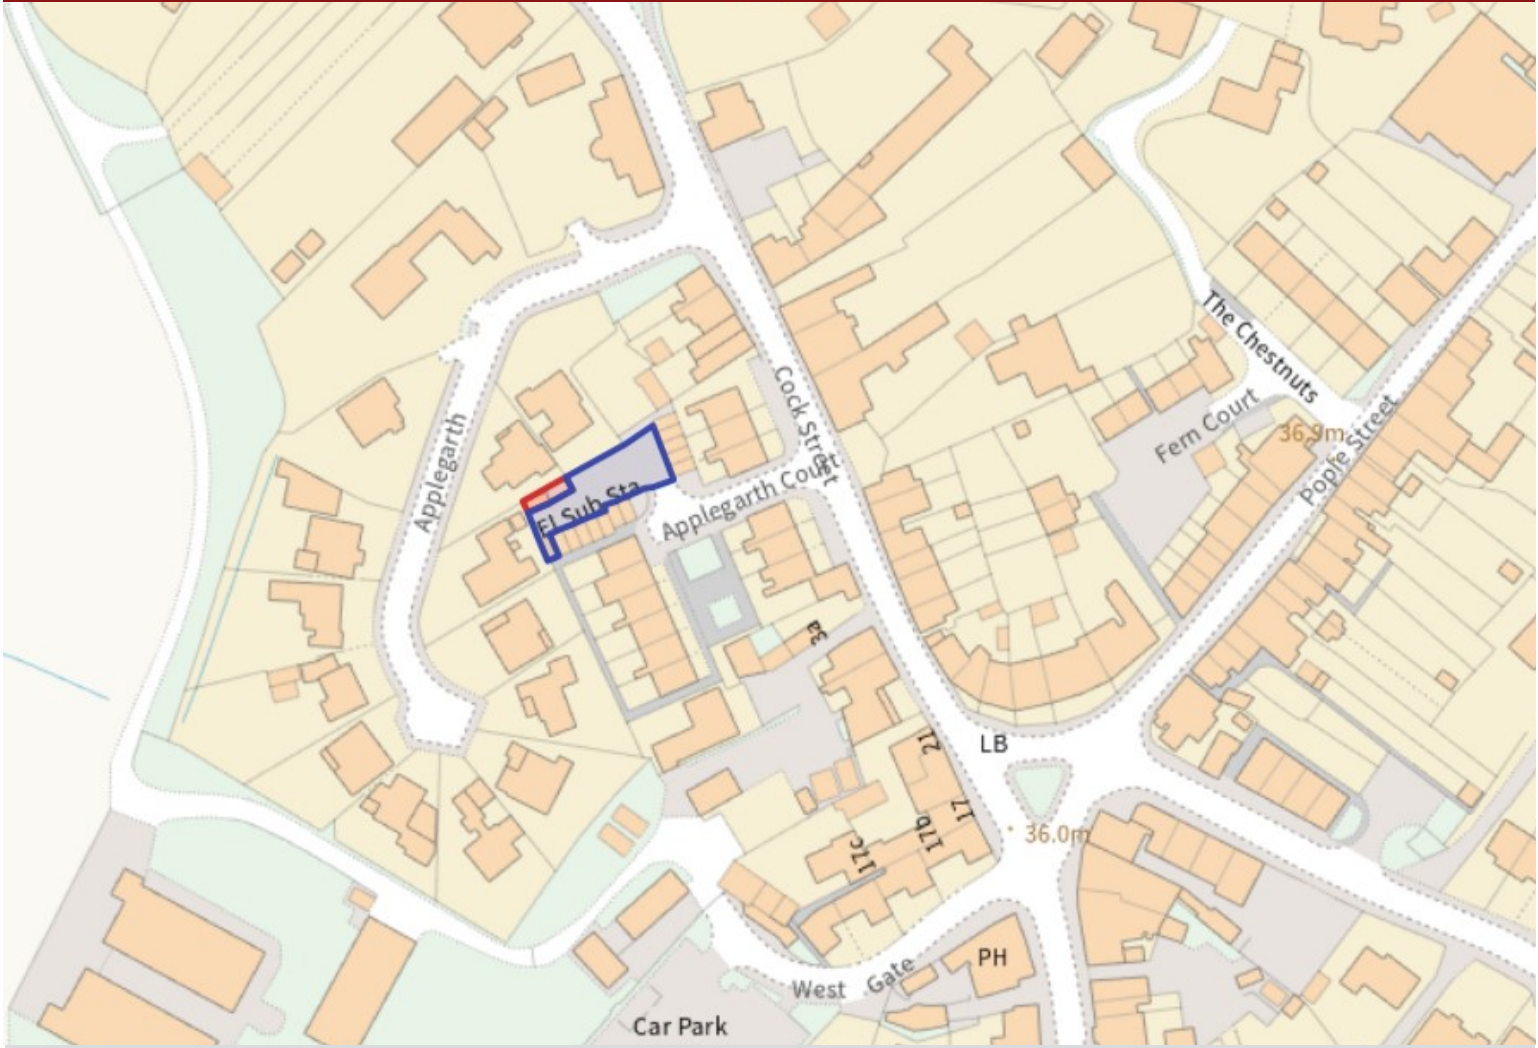 The Chestnuts
Cock Street
Fern Court
36.9m
Pople Street
Applegarth
El Sub Sta
Applegarth Court
3a
21
LB
17
17b
17c
36.0m
PH
West Gate
Car Park